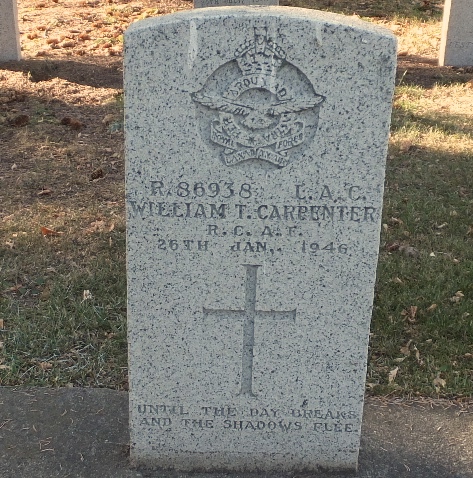 R.86938 L.A.C.
WILLIAM T. CARPENTER
R.C.A.F.
26TH JAN., 1946
UNTIL THE DAY BREAKS
AND THE SHADOWS FLEE.